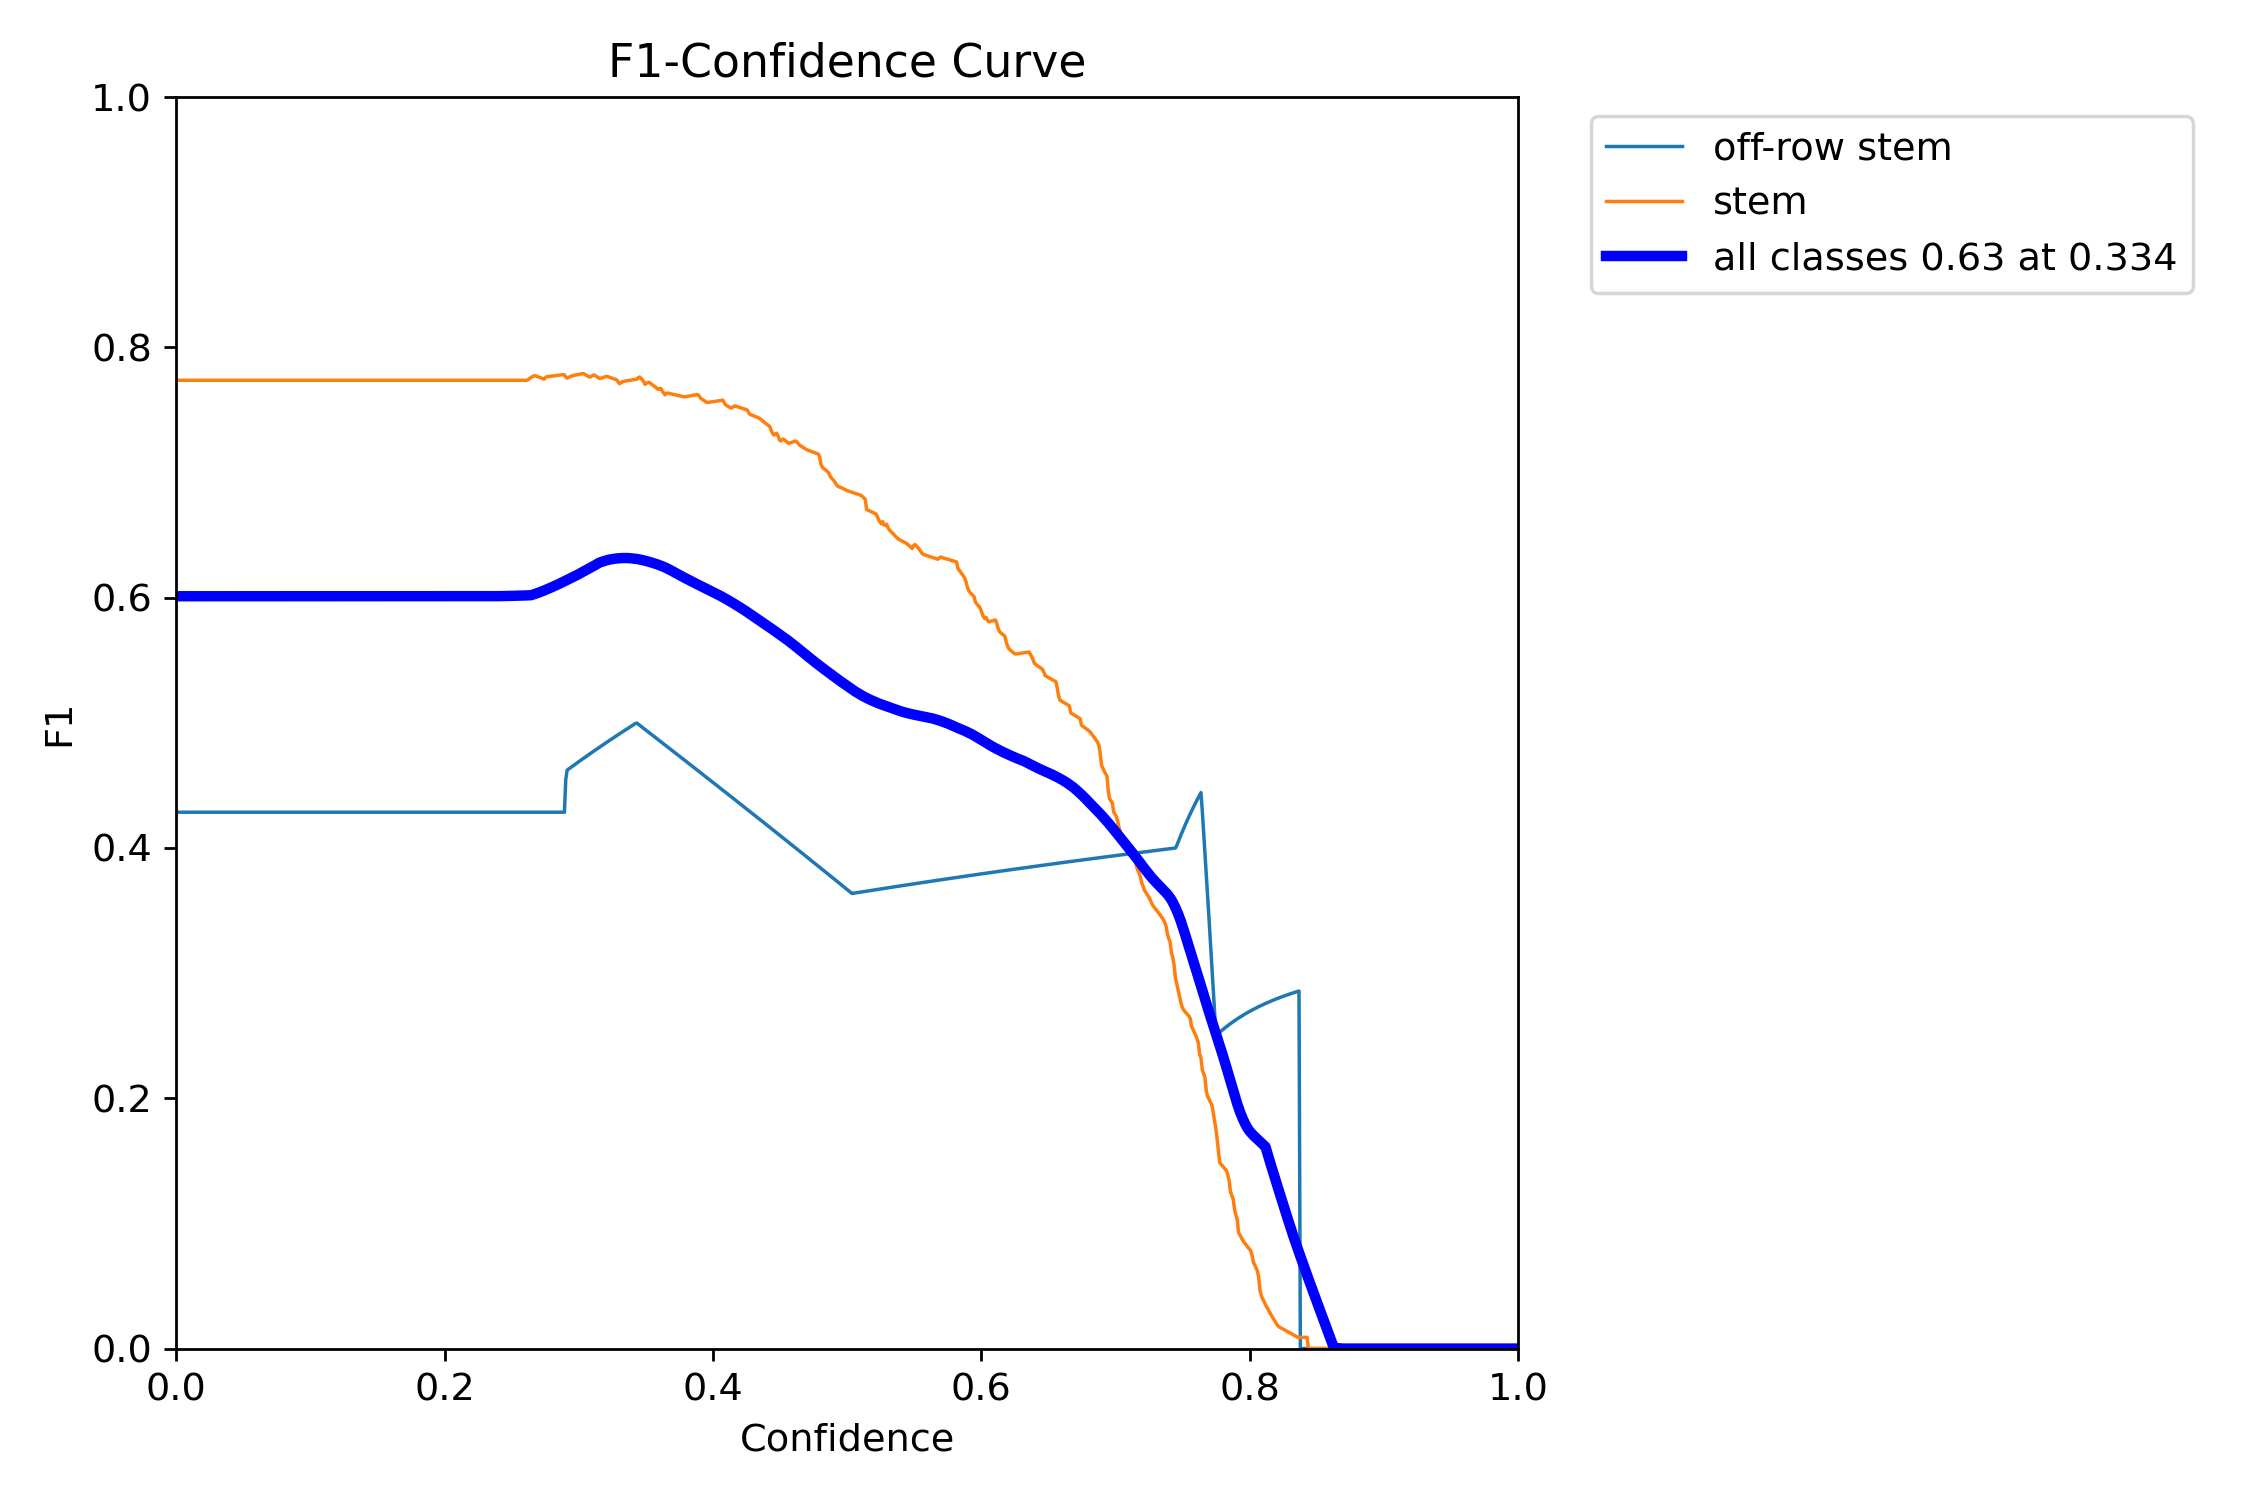 F1-Confidence Curve
1.0
0.8
0.6
0.4
0.2
0.0
F1
0.0 0.2 0.4 0.6 0.8 1.0
Confidence
off-row stem
stem
all classes 0.63 at 0.334